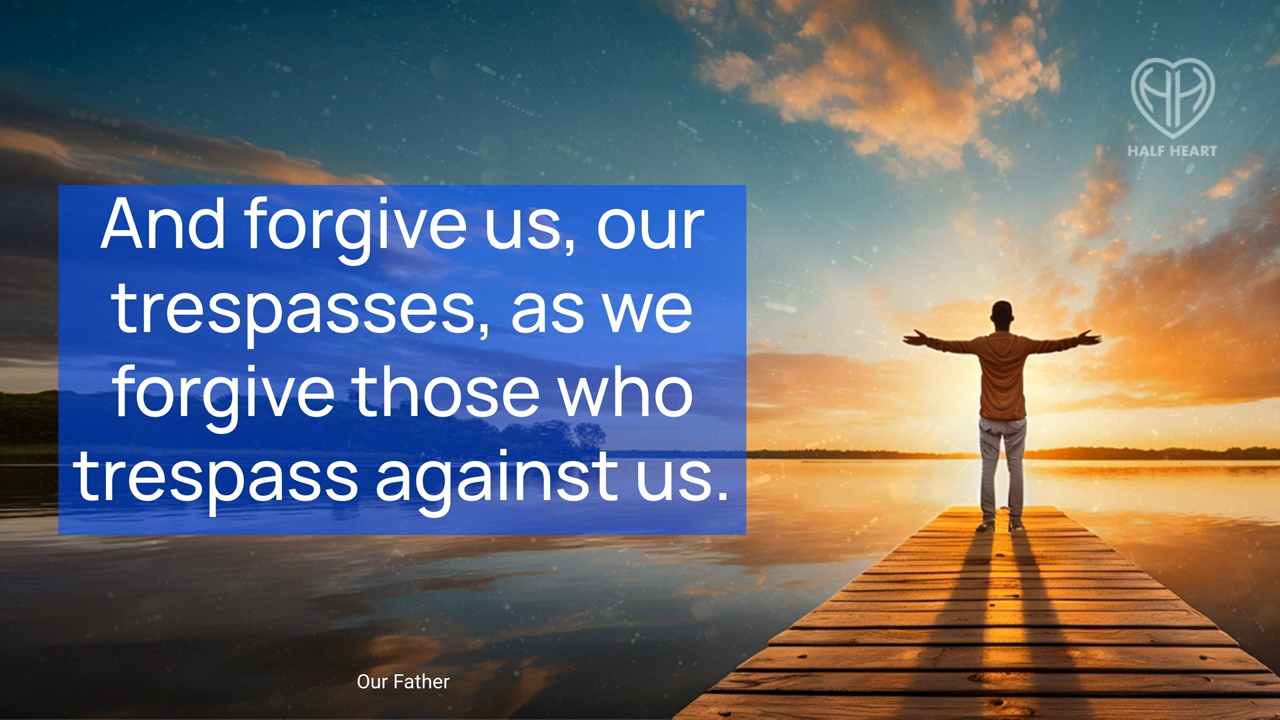 HALF HEART
And forgive us, our
trespasses, as we
forgive those who
trespass against us.
Our Father